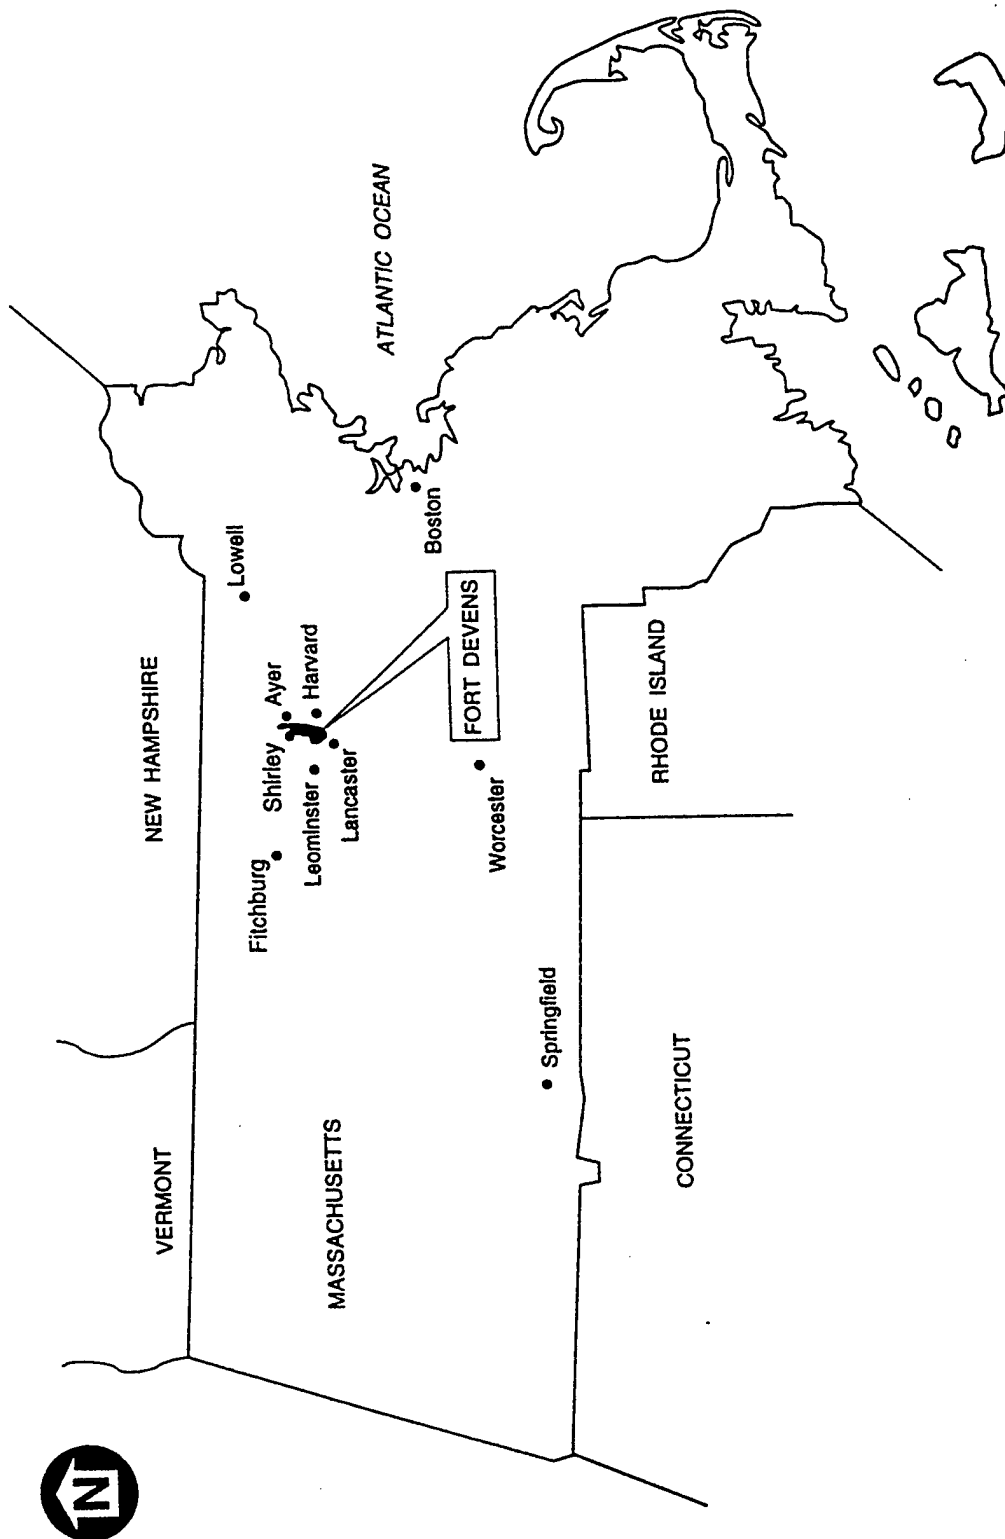 N
VERMONT
NEW HAMPSHIRE
ATLANTIC OCEAN
Lowell
Fitchburg
Shirley
Ayer
Leominster
Harvard
Lancaster
MASSACHUSETTS
Boston
FORT DEVENS
Worcester
Springfield
CONNECTICUT
RHODE ISLAND